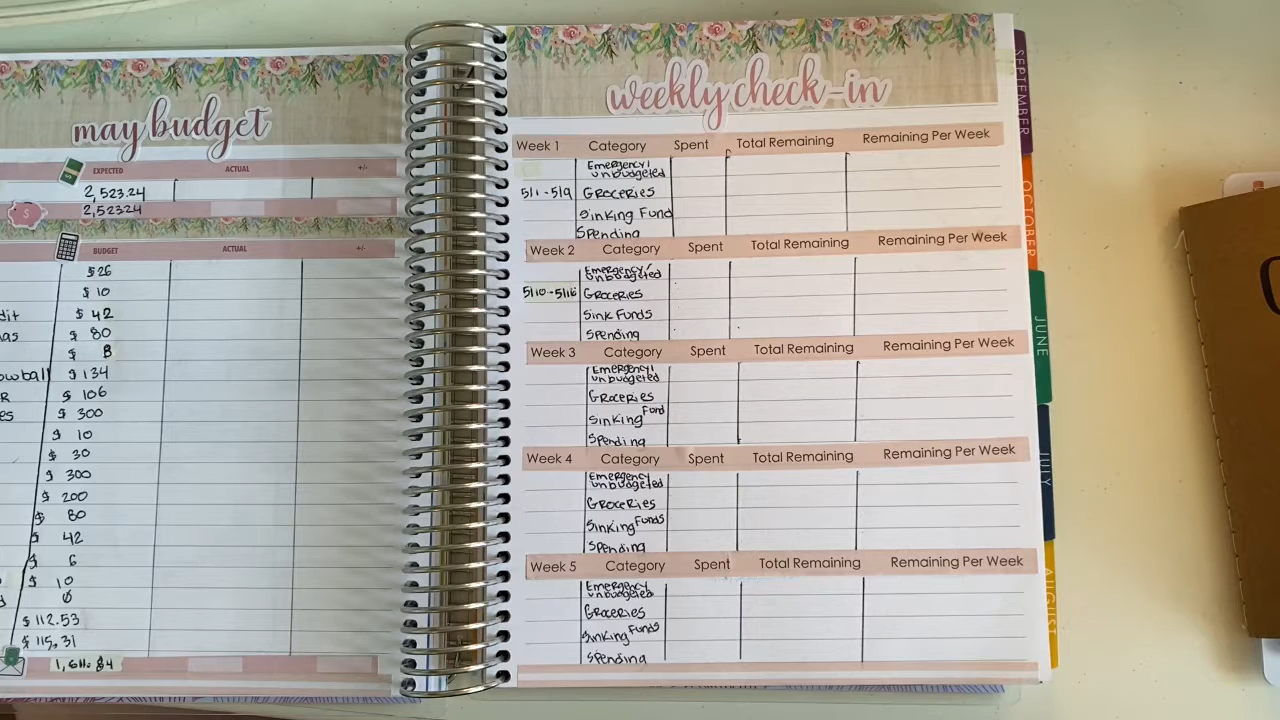 may budget
EXPECTED ACTUAL +/-
2,523.24
$
2,523.24
BUDGET ACTUAL +/-
$26
$ 10
dit $ 42
as $ 80
$ 8
owball $ 134
R $ 106
es $ 300
$ 10
$ 30
$ 300
$ 200
$ 80
$ 42
$ 6
$ 10
$ 112.53
$ 115.31
weekly check-in
Week 1 Category Spent Total Remaining Remaining Per Week
Emergency/
unbudgeted
5/1-5/9 Groceries
Sinking Fund
Spending
Week 2 Category Spent Total Remaining Remaining Per Week
Emergency/
unbudgeted
5/10-5/16 Groceries
Sink Funds
Spending
Week 3 Category Spent Total Remaining Remaining Per Week
Emergency/
unbudgeted
Groceries
Sinking Fund
Spending
Week 4 Category Spent Total Remaining Remaining Per Week
Emergency
unbudgeted
Groceries
Sinking Funds
Spending
Week 5 Category Spent Total Remaining Remaining Per Week
Emergency
unbudgeted
Groceries
Sinking Funds
Spending
SEPTEMBER
OCTOBER
JUNE
JULY
AUGUST